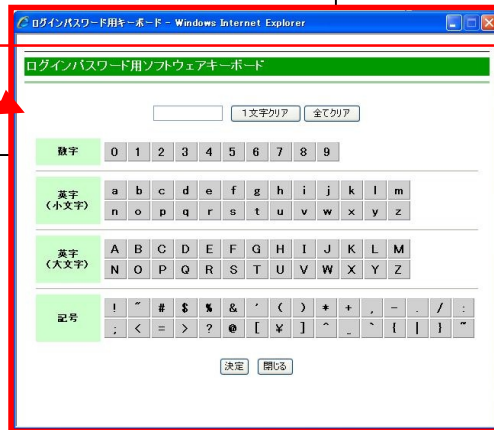 ログインパスワード用キーボード - Windows Internet Explorer
ログインパスワード用ソフトウェアキーボード
1文字クリア 全てクリア
数字 0 1 2 3 4 5 6 7 8 9
英字
(小文字)
a b c d e f g h i j k l m
n o p q r s t u v w x y z
英字
(大文字)
A B C D E F G H I J K L M
N O P Q R S T U V W X Y Z
記号
! " # $ % & ' ( ) * + , - . / :
; < = > ? @ [ ¥ ] ^ _ ` { | } ~
決定 閉じる